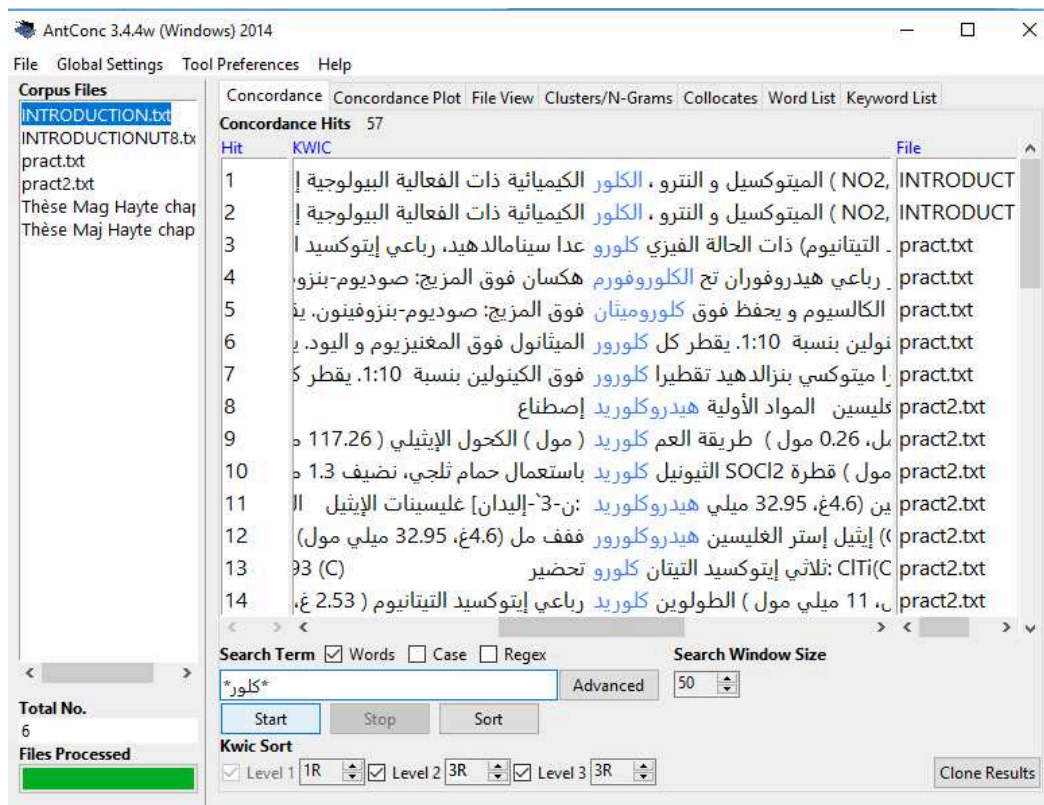 AntConc 3.4.4w (Windows) 2014
File Global Settings Tool Preferences Help
Corpus Files
INTRODUCTION.txt
INTRODUCTIONUT8.tx
pract.txt
pract2.txt
Thèse Mag Hayte chap
Thèse Maj Hayte chap
Total No.
6
Files Processed
Concordance Concordance Plot File View Clusters/N-Grams Collocates Word List Keyword List
Concordance Hits 57
Hit KWIC File
1 NO2, ) الميتوكسيل و النترو ، الكلور الكيميائية ذات الفعالية البيولوجية إ INTRODUCT
2 NO2, ) الميتوكسيل و النترو ، الكلور الكيميائية ذات الفعالية البيولوجية إ INTRODUCT
3 التيتانيوم) ذات الحالة الفيزي كلورو عدا سينامالدهيد، رباعي إيتوكسيد ا pract.txt
4 رباعي هيدروفوران تج الكلوروفورم هكسان فوق المزيج: صوديوم-بنزو pract.txt
5 الكالسيوم و يحفظ فوق كلوروميثان فوق المزيج: صوديوم-بنزوفينون. يق pract.txt
6 نولين بنسبة 1:10. يقطر كل كلورور الميثانول فوق المغنيزيوم و اليود. ي pract.txt
7 را ميتوكسي بنزالدهيد تقطيرا كلورور فوق الكينولين بنسبة 1:10. يقطر ك pract.txt
8 غليسين المواد الأولية هيدروكلوريد إصطناع pract2.txt
9 مل، 0.26 مول ) طريقة العم كلوريد ( مول ) الكحول الإيثيلي ( 117.26 م pract2.txt
10 مول ) قطرة SOCl2 الثيونيل كلوريد باستعمال حمام ثلجي، نضيف 1.3 م pract2.txt
11 ين (4.6غ، 32.95 ميلي هيدروكلوريد :ن-3`-إليدان] غليسينات الإيثيل ال pract2.txt
12 () إيثيل إستر الغليسين هيدروكلورور ففف مل (4.6غ، 32.95 ميلي مول) pract2.txt
13 93 (C) ClTi(C :ثلاثي إيتوكسيد التيتان كلورو تحضير pract2.txt
14 ل، 11 ميلي مول ) الطولوين كلوريد رباعي إيتوكسيد التيتانيوم ( 2.53 غ، pract2.txt
Search Term Words Case Regex Search Window Size
*كلور* Advanced 50
Start Stop Sort
Kwic Sort
Level 1 1R Level 2 3R Level 3 3R Clone Results